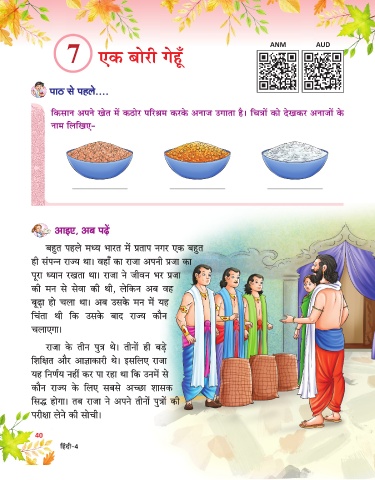 7 एक बोरी गेहूँ
ANM AUD
पाठ से पहले....
किसान अपने खेत में कठोर परिश्रम करके अनाज उगाता है। चित्रों को देखकर अनाजों के
नाम लिखिए-
आइए, अब पढ़ें
बहुत पहले मध्य भारत में प्रताप नगर एक बहुत
ही संपन्न राज्य था। वहाँ का राजा अपनी प्रजा का
पूरा ध्यान रखता था। राजा ने जीवन भर प्रजा
की मन से सेवा की थी, लेकिन अब वह
बूढ़ा हो चला था। अब उसके मन में यह
चिंता थी कि उसके बाद राज्य कौन
चलाएगा।
राजा के तीन पुत्र थे। तीनों ही बड़े
शिक्षित और आज्ञाकारी थे। इसलिए राजा
यह निर्णय नहीं कर पा रहा था कि उनमें से
कौन राज्य के लिए सबसे अच्छा शासक
सिद्ध होगा। तब राजा ने अपने तीनों पुत्रों की
परीक्षा लेने की सोची।
40
हिंदी-4